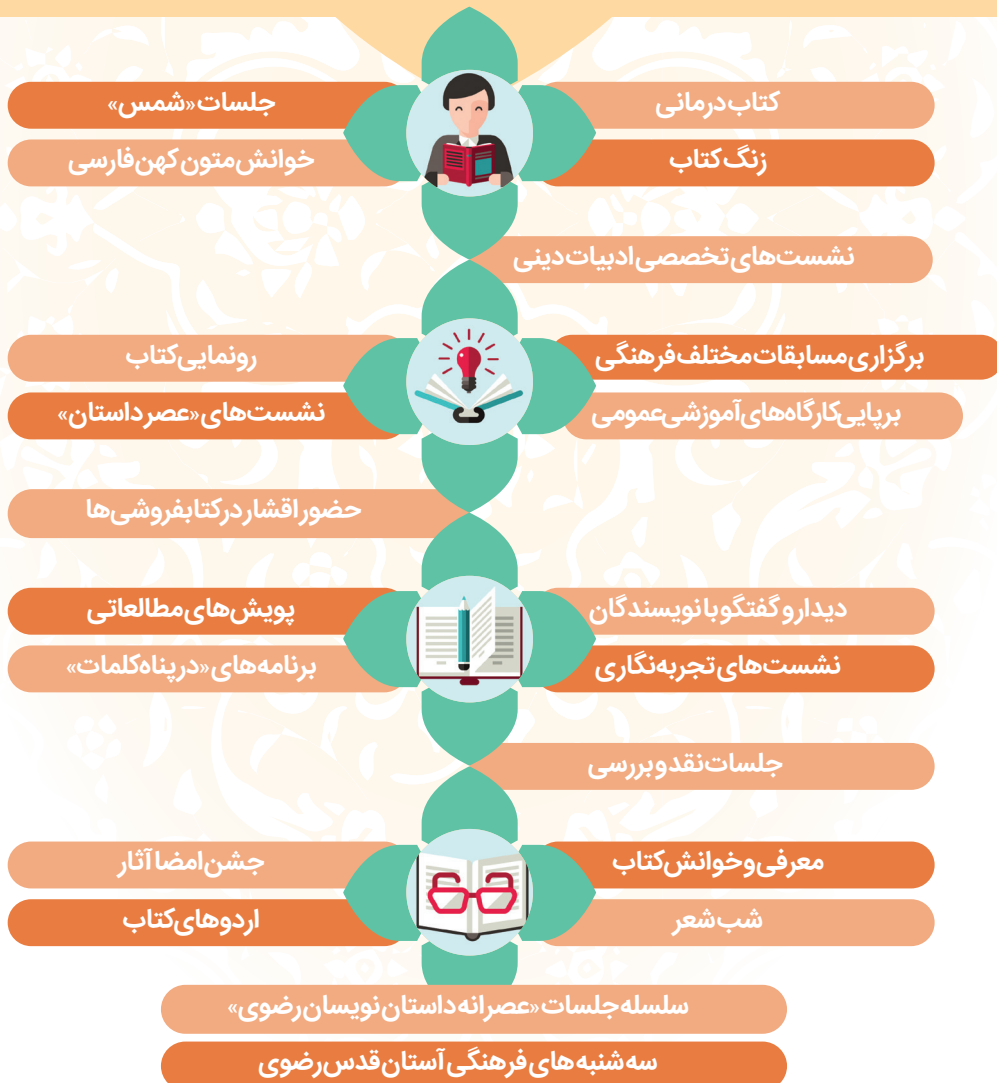 کتاب درمانی
جلسات «شمس»
زنگ کتاب
خوانش متون کهن فارسی
نشست‌های تخصصی ادبیات دینی
برگزاری مسابقات مختلف فرهنگی
رونمایی کتاب
برپایی کارگاه‌های آموزشی عمومی
نشست‌های «عصر داستان»
حضور اقشار در کتابفروشی‌ها
دیدار و گفتگو با نویسندگان
پویش‌های مطالعاتی
نشست‌های تجربه‌نگاری
برنامه‌های «در پناه کلمات»
جلسات نقد و بررسی
معرفی و خوانش کتاب
جشن امضا آثار
شب شعر
اردوهای کتاب
سلسله جلسات «عصرانه داستان نویسان رضوی»
سه‌شنبه‌های فرهنگی آستان قدس رضوی